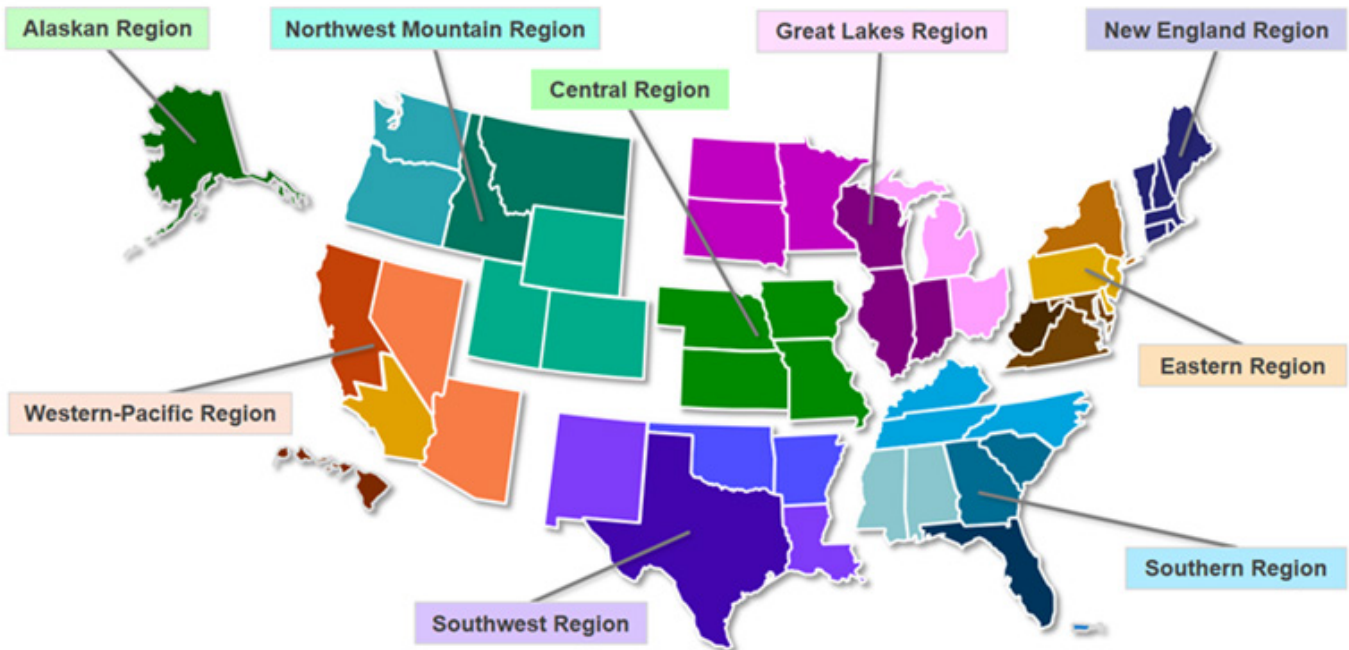 Alaskan Region
Northwest Mountain Region
Great Lakes Region
New England Region
Central Region
Eastern Region
Western-Pacific Region
Southern Region
Southwest Region